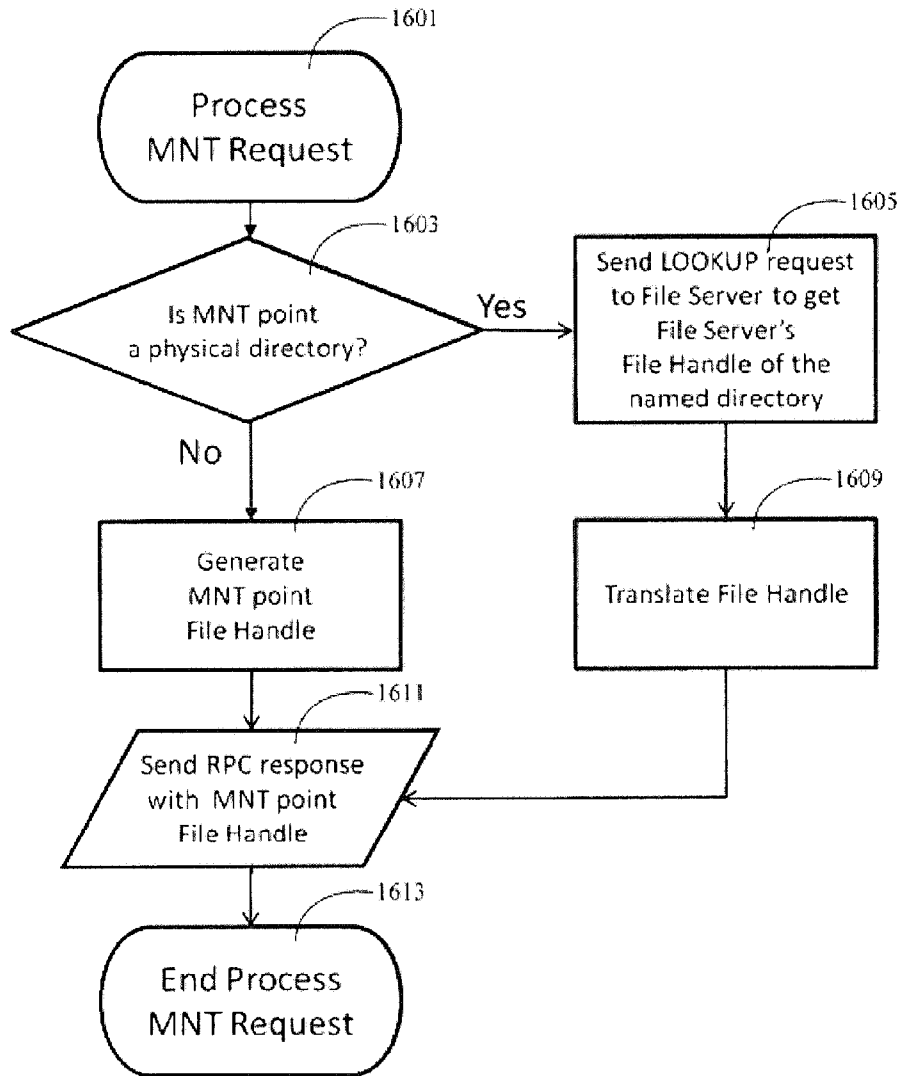 1601
Process
MNT Request
1603
Is MNT point
a physical directory?
Yes
1605
Send LOOKUP request
to File Server to get
File Server's
File Handle of the
named directory
No
1607
Generate
MNT point
File Handle
1609
Translate File Handle
1611
Send RPC response
with MNT point
File Handle
1613
End Process
MNT Request